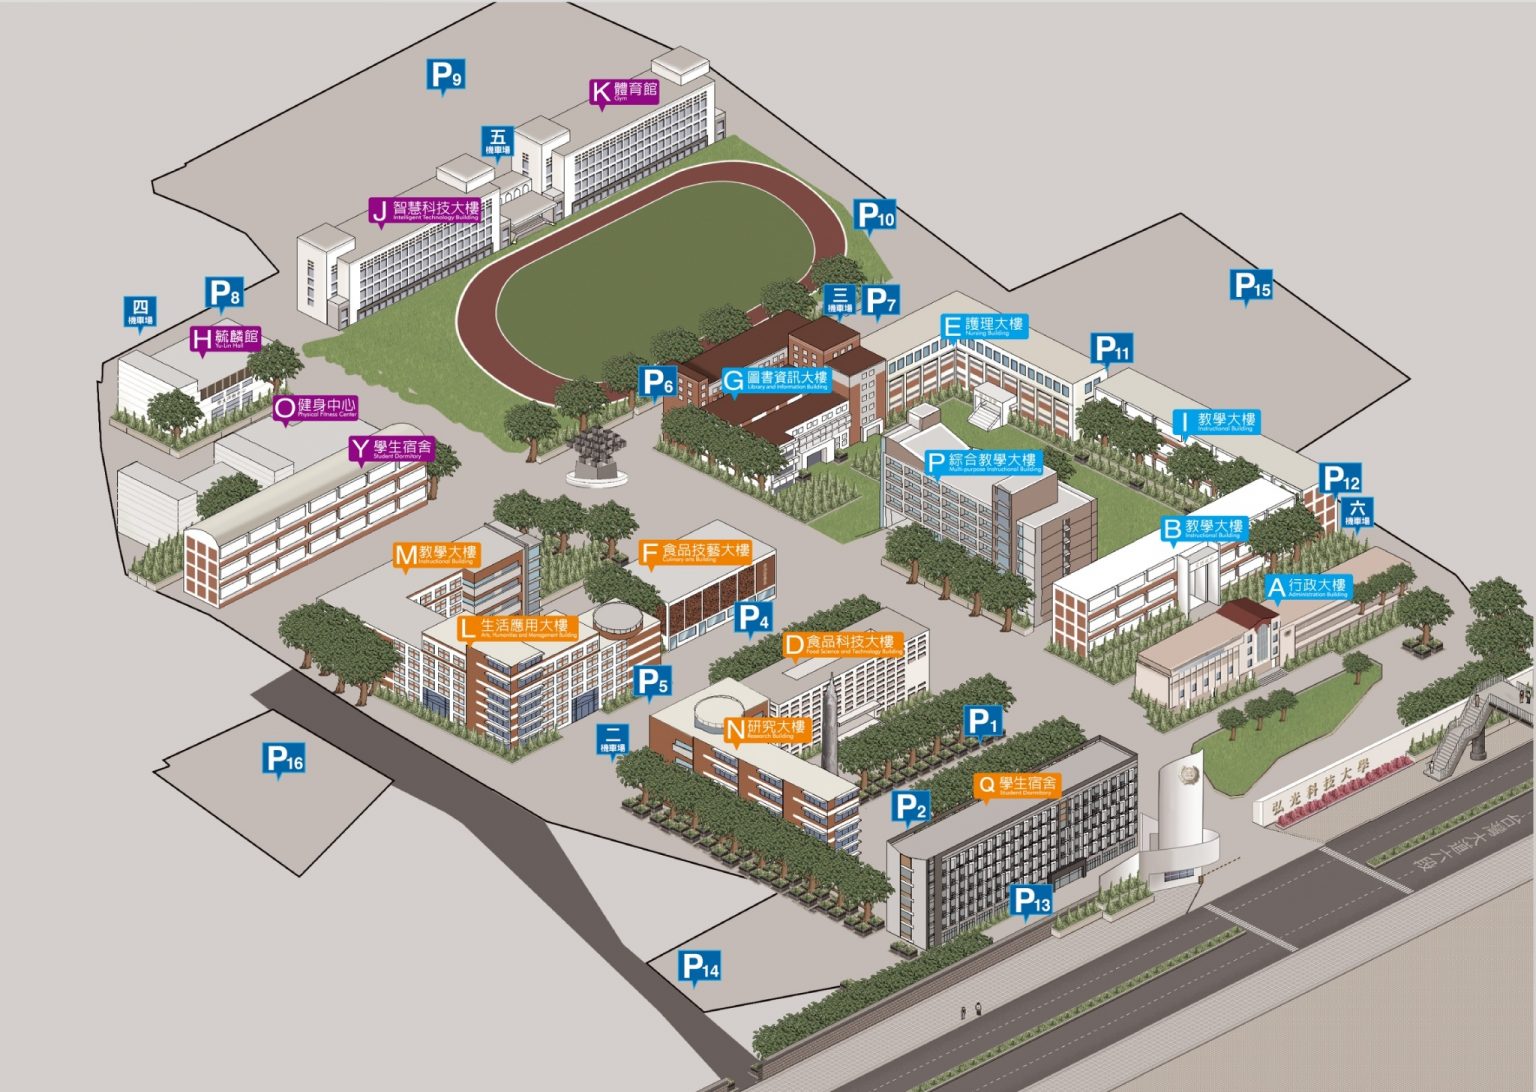 P9
K 體育館
Gym
五
機車場
J 智慧科技大樓
Intelligent Technology Building
P10
P15
P8
四
機車場
三
機車場
P7
H 毓麟館
Yu-Lin Hall
E 護理大樓
Nursing Building
P11
P6
G 圖書資訊大樓
Library and Information Building
O 健身中心
Physical Fitness Center
I 教學大樓
Instructional Building
Y 學生宿舍
Student Dormitory
P 綜合教學大樓
Multi-purpose Instructional Building
P12
六
機車場
B 教學大樓
Instructional Building
M 教學大樓
Instructional Building
F 食品技藝大樓
Culinary arts Building
A 行政大樓
Administration Building
P4
L 生活應用大樓
Arts, Humanities and Management Building
D 食品科技大樓
Food Science and Technology Building
P5
P1
N 研究大樓
Research Building
二
機車場
P16
Q 學生宿舍
Student Dormitory
弘光科技大學
P2
台灣大道六段
P13
P14